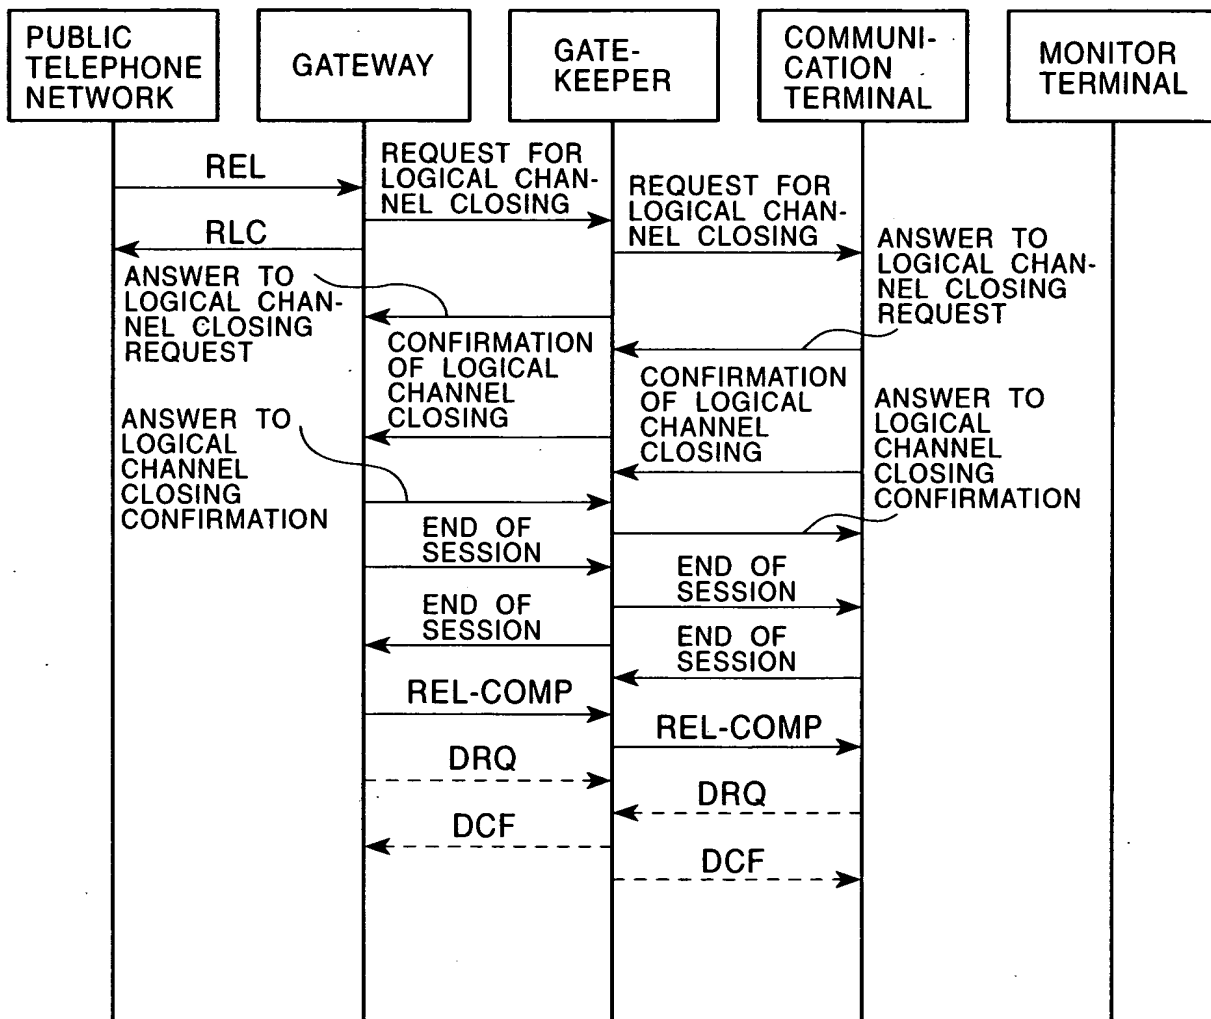 PUBLIC
TELEPHONE
NETWORK
GATEWAY
GATE-
KEEPER
COMMUNI-
CATION
TERMINAL
MONITOR
TERMINAL
REL
REQUEST FOR
LOGICAL CHAN-
NEL CLOSING
REQUEST FOR
LOGICAL CHAN-
NEL CLOSING
RLC
ANSWER TO
LOGICAL CHAN-
NEL CLOSING
REQUEST
ANSWER TO
LOGICAL CHAN-
NEL CLOSING
REQUEST
CONFIRMATION
OF LOGICAL
CHANNEL
CLOSING
CONFIRMATION
OF LOGICAL
CHANNEL
CLOSING
ANSWER TO
LOGICAL
CHANNEL
CLOSING
CONFIRMATION
ANSWER TO
LOGICAL
CHANNEL
CLOSING
CONFIRMATION
END OF
SESSION
END OF
SESSION
END OF
SESSION
END OF
SESSION
REL-COMP
REL-COMP
DRQ
DRQ
DCF
DCF